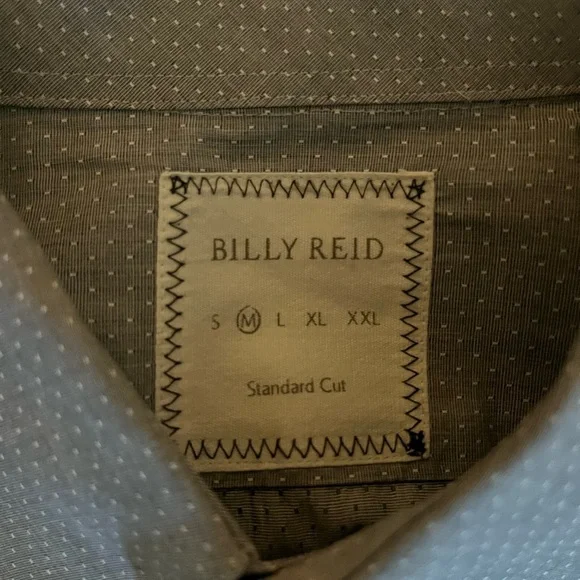 BILLY REID
S M L XL XXL
Standard Cut